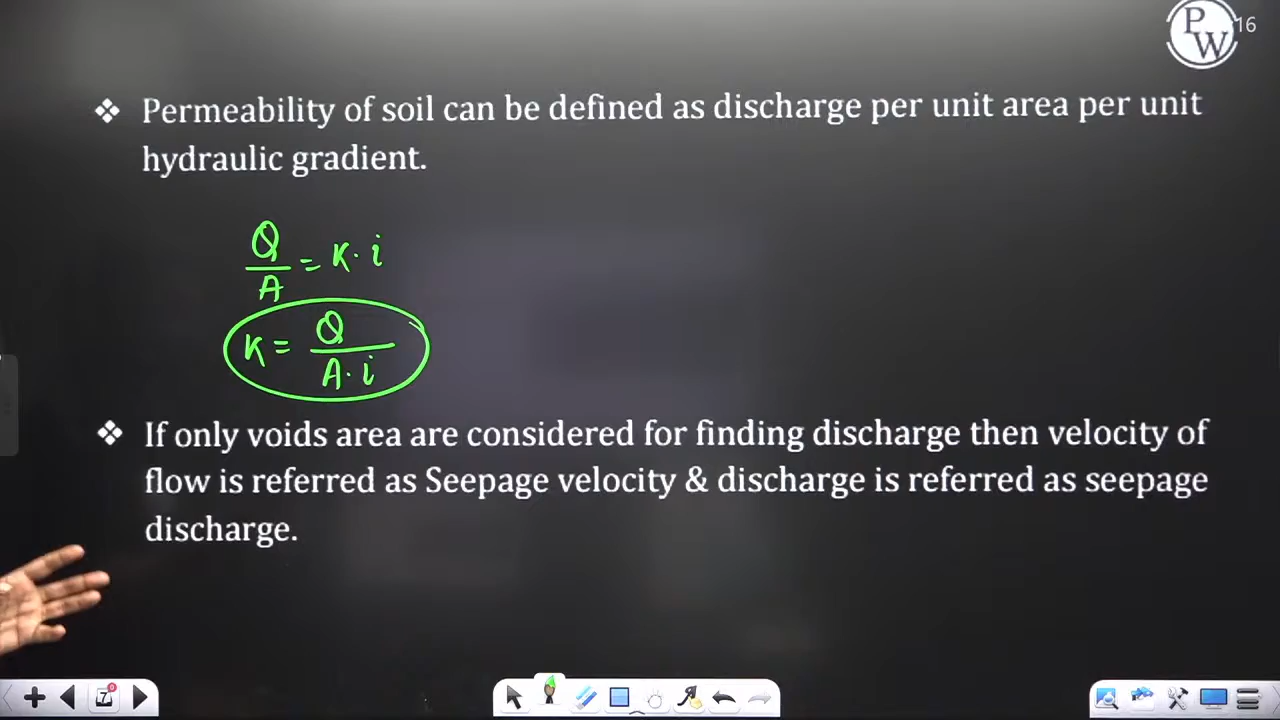 PW
16
❖ Permeability of soil can be defined as discharge per unit area per unit
hydraulic gradient.
Q/A = K · i
K = Q/A · i
❖ If only voids area are considered for finding discharge then velocity of
flow is referred as Seepage velocity & discharge is referred as seepage
discharge.
7